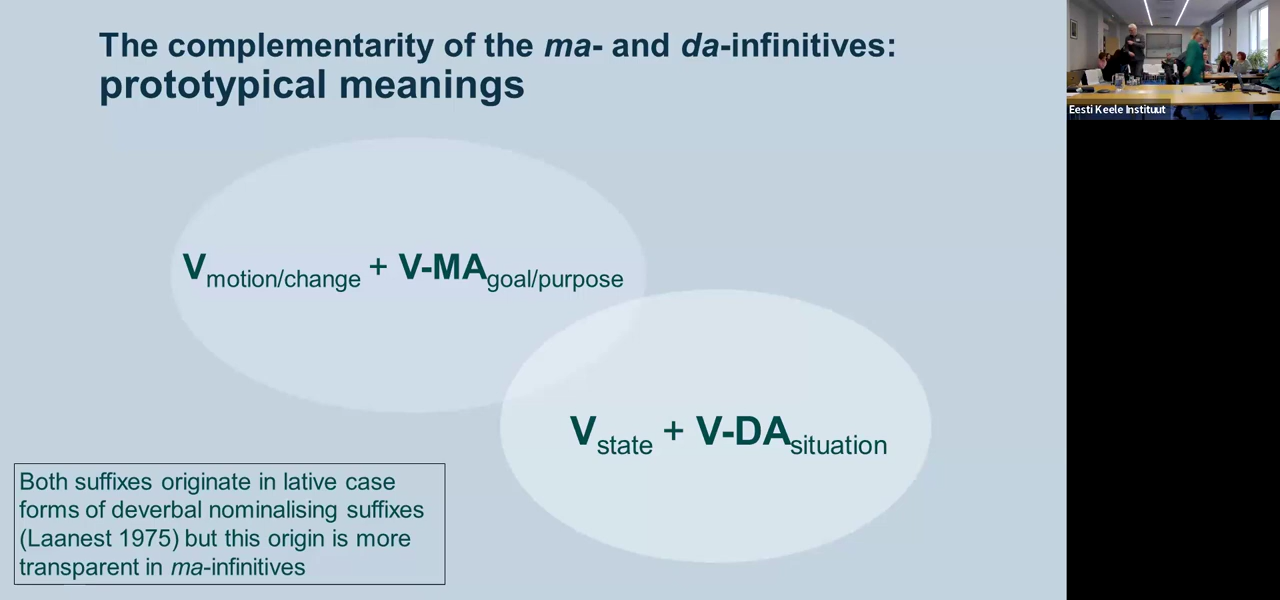 The complementarity of the ma- and da-infinitives:
prototypical meanings
Vmotion/change + V-MAgoal/purpose
Vstate + V-DAsituation
Both suffixes originate in lative case
forms of deverbal nominalising suffixes
(Laanest 1975) but this origin is more
transparent in ma-infinitives
Eesti Keele Instituut